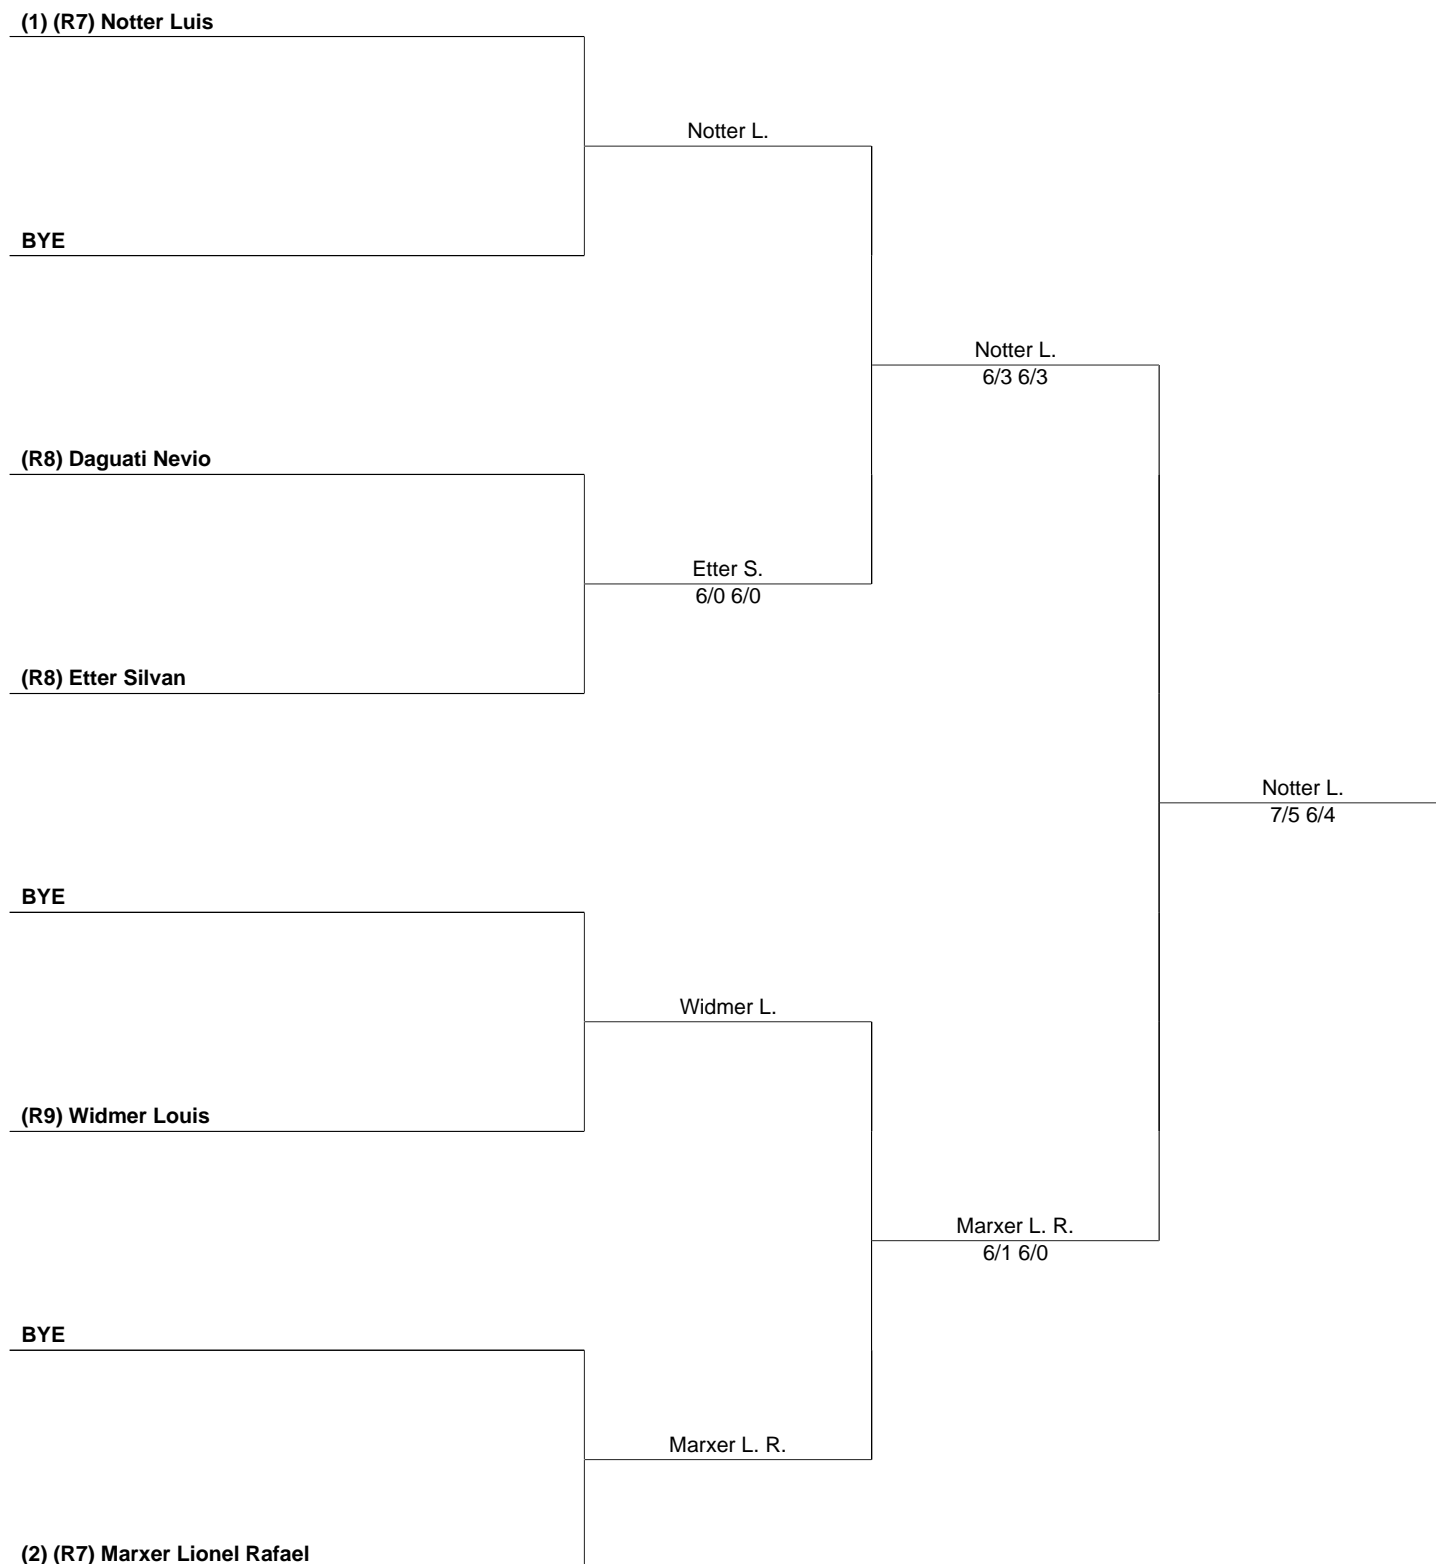 (1) (R7) Notter Luis
Notter L.
BYE
Notter L.
6/3 6/3
(R8) Daguati Nevio
Etter S.
6/0 6/0
(R8) Etter Silvan
Notter L.
7/5 6/4
BYE
Widmer L.
(R9) Widmer Louis
Marxer L. R.
6/1 6/0
BYE
Marxer L. R.
(2) (R7) Marxer Lionel Rafael